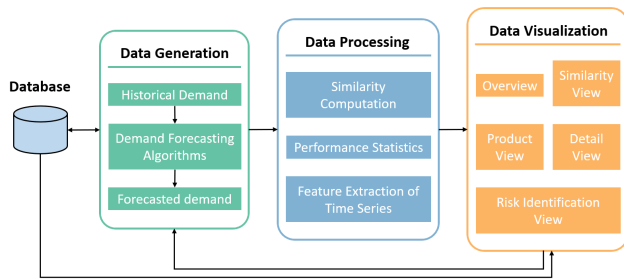 Database
Data Generation
Historical Demand
Demand Forecasting
Algorithms
Forecasted demand
Data Processing
Similarity
Computation
Performance Statistics
Feature Extraction of
Time Series
Data Visualization
Overview
Similarity
View
Product
View
Detail
View
Risk Identification
View